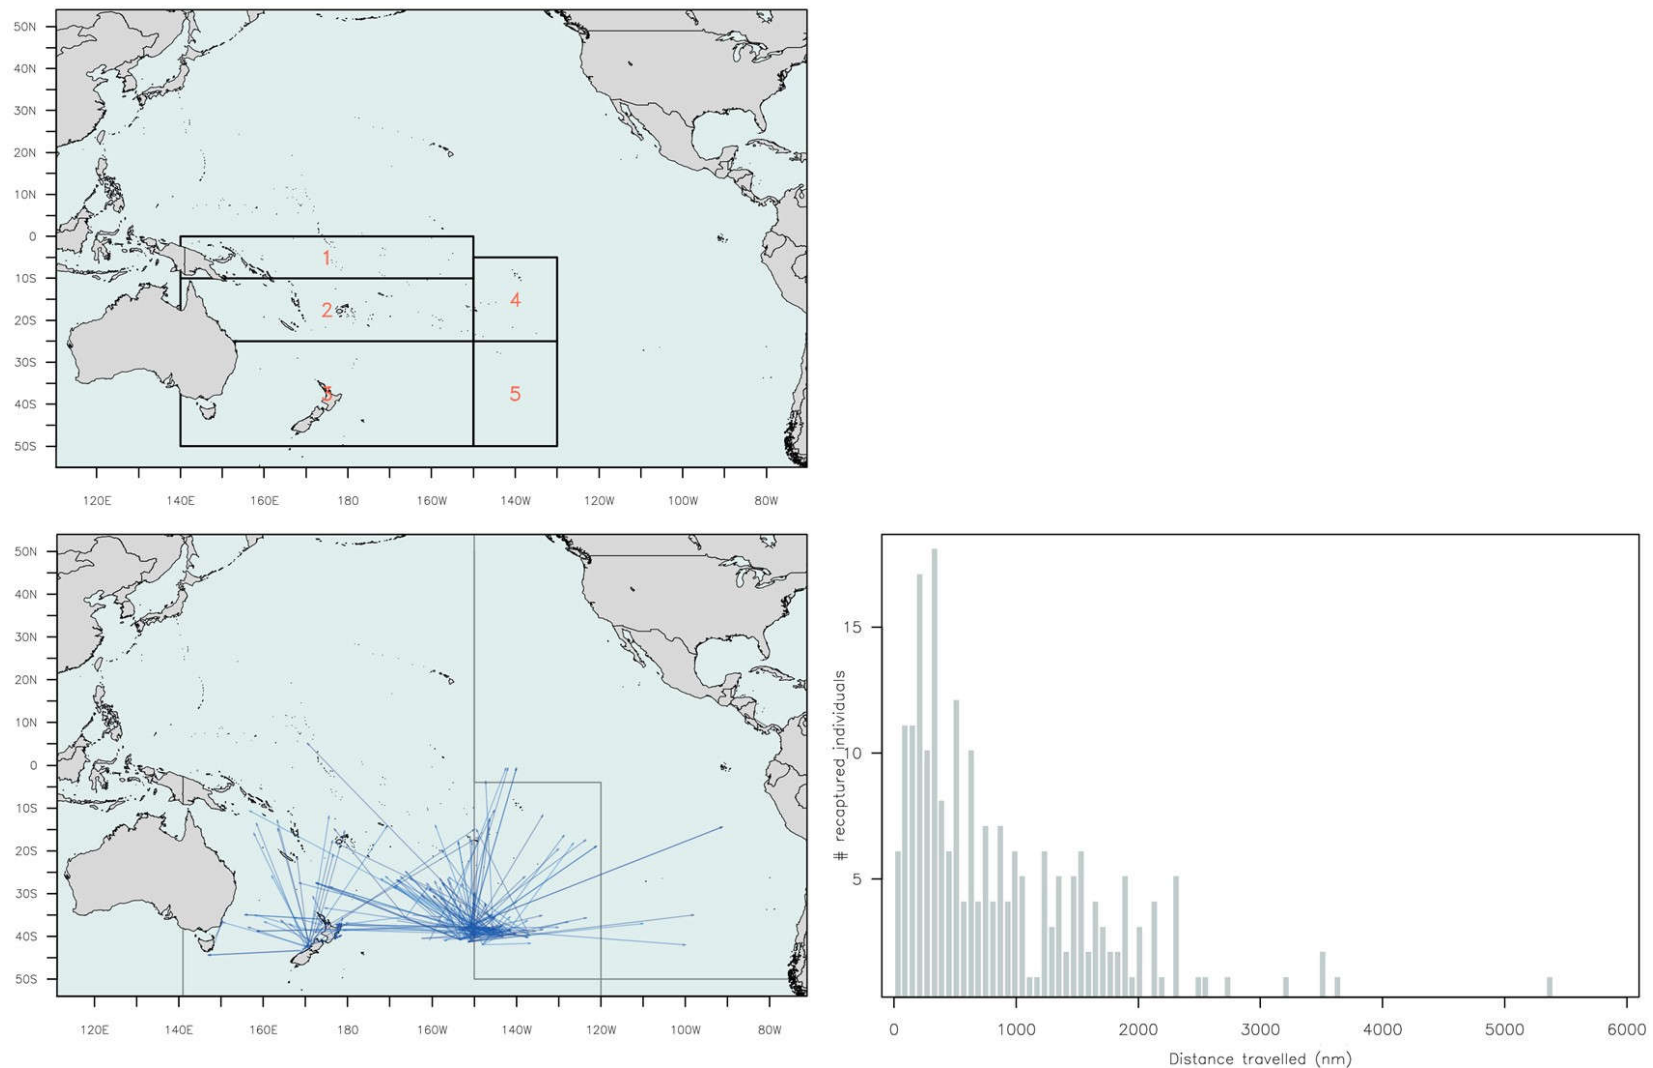 50N
40N
30N
20N
10N
0
10S
20S
30S
40S
50S
1
2
3
4
5
120E 140E 160E 180 160W 140W 120W 100W 80W
50N
40N
30N
20N
10N
0
10S
20S
30S
40S
50S
120E 140E 160E 180 160W 140W 120W 100W 80W
# recaptured individuals
15
10
5
0 1000 2000 3000 4000 5000 6000
Distance travelled (nm)